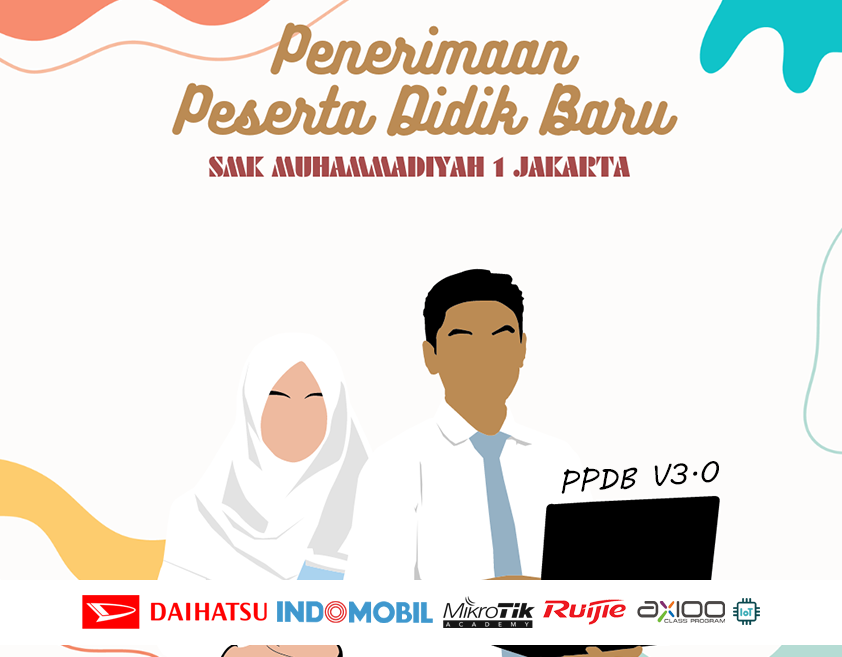 Penerimaan
Peserta Didik Baru
SMK MUHAMMADIYAH 1 JAKARTA
PPDB V3.0
DAIHATSU INDOMOBIL MikroTik Ruijie axioo IoT
ACADEMY CLASS PROGRAM